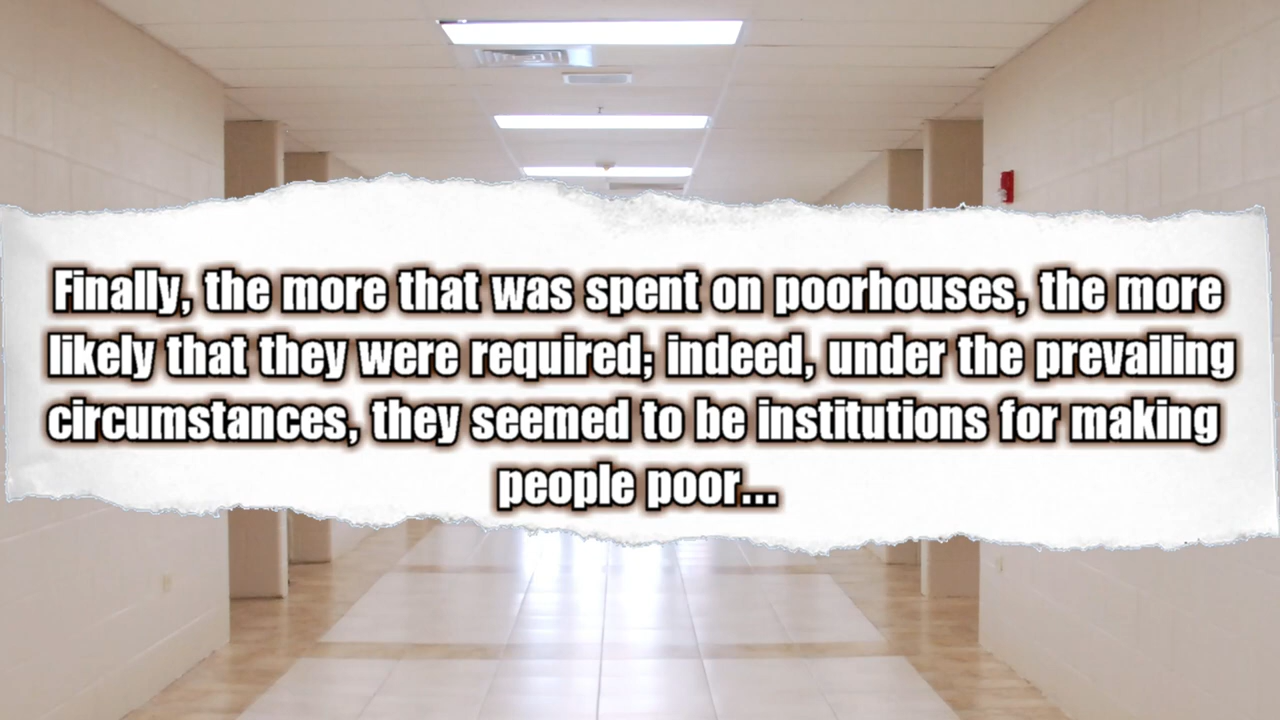 Finally, the more that was spent on poorhouses, the more
likely that they were required; indeed, under the prevailing
circumstances, they seemed to be institutions for making
people poor...